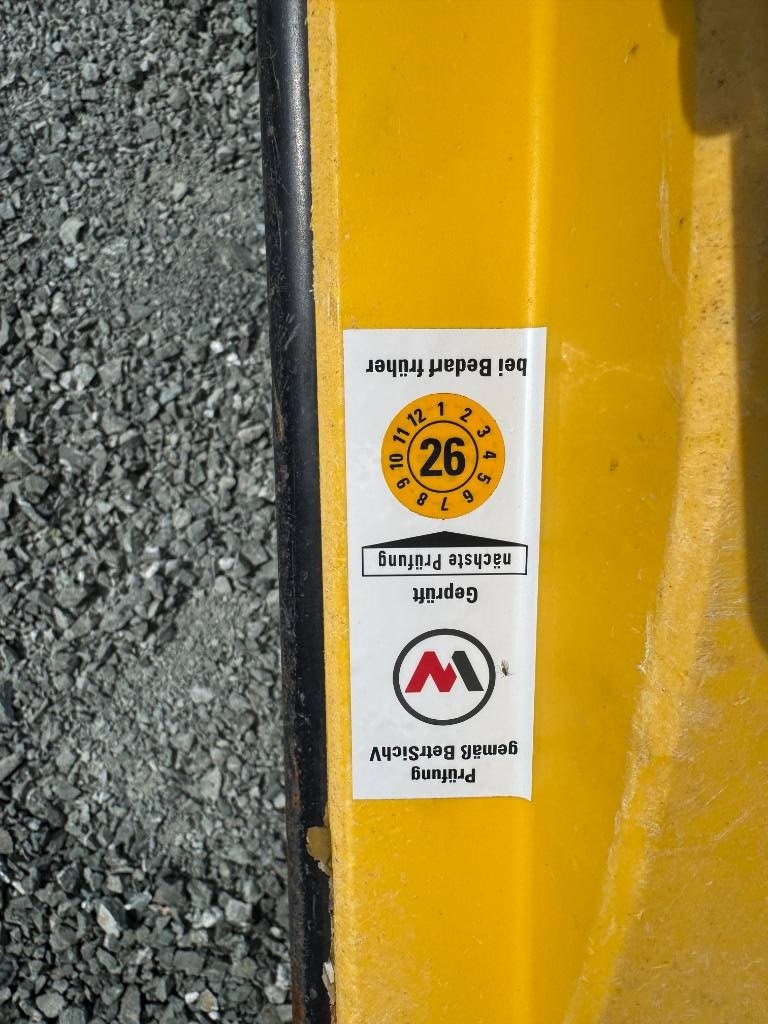 Prüfung
gemäß BetrSichV
Geprüft
nächste Prüfung
1 2 3 4 5 6 7 8 9 10 11 12
26
bei Bedarf früher